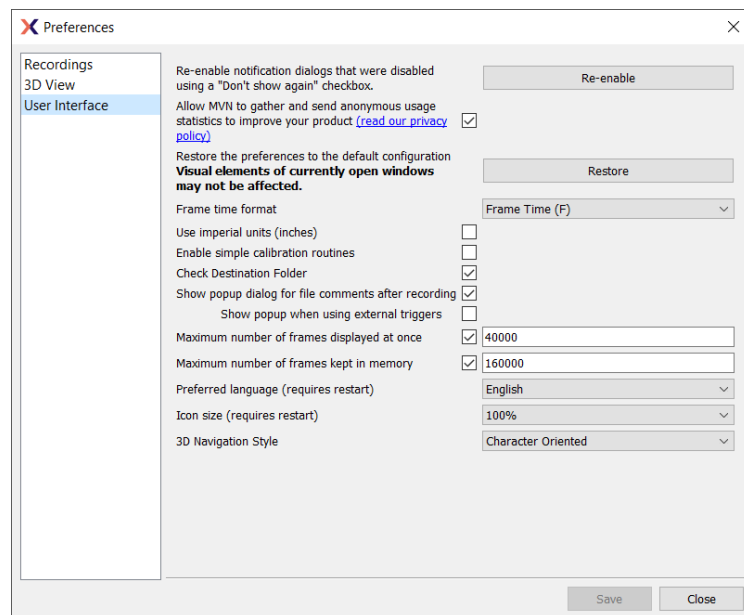 Preferences
Recordings
3D View
User Interface
Re-enable notification dialogs that were disabled
using a "Don't show again" checkbox.
Re-enable
Allow MVN to gather and send anonymous usage
statistics to improve your product (read our privacy
policy)
Restore the preferences to the default configuration
Visual elements of currently open windows
may not be affected.
Restore
Frame time format
Frame Time (F)
Use imperial units (inches)
Enable simple calibration routines
Check Destination Folder
Show popup dialog for file comments after recording
Show popup when using external triggers
Maximum number of frames displayed at once
40000
Maximum number of frames kept in memory
160000
Preferred language (requires restart)
English
Icon size (requires restart)
100%
3D Navigation Style
Character Oriented
Save
Close